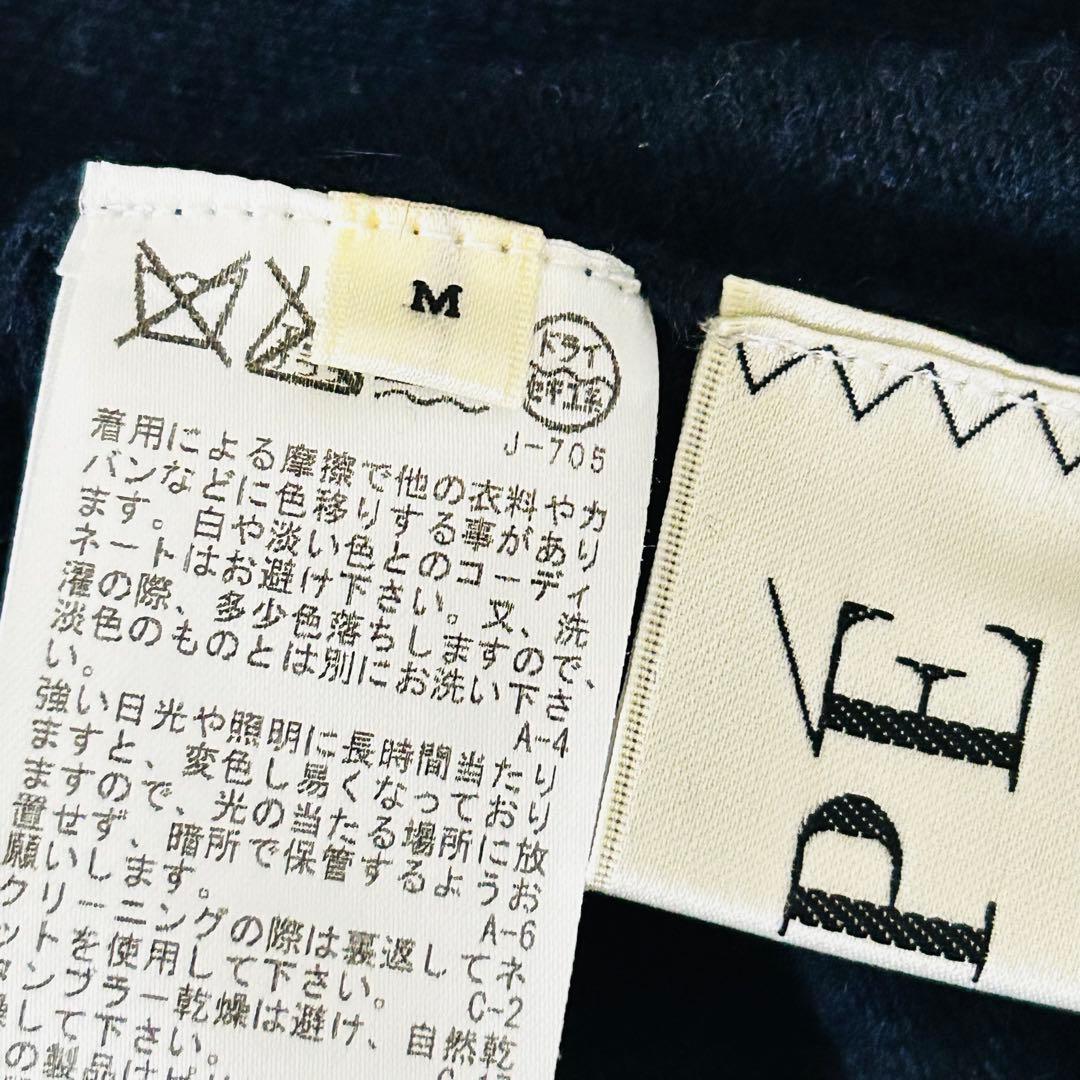 M
ドライ
石油系
J-705
着用による摩擦で他の衣料やカ
バンなどに色移りする事があり
ます。白や淡い色とのコーディ
ネートはお避け下さい。又、洗
濯の際、多少色落ちしますので、
淡色のものとは別にお洗い下さ
い。
A-4
強い日光や照明に長時間当たり
ますと、変色し易くなっており
ますので、光の当たる場所に放
置せず、暗所で保管するようお
願いします。
A-6
クリーニングの際は裏返してネ
ットを使用して下さい。
C-2
タンブラー乾燥は避け、自然乾
燥して下さい。
PE